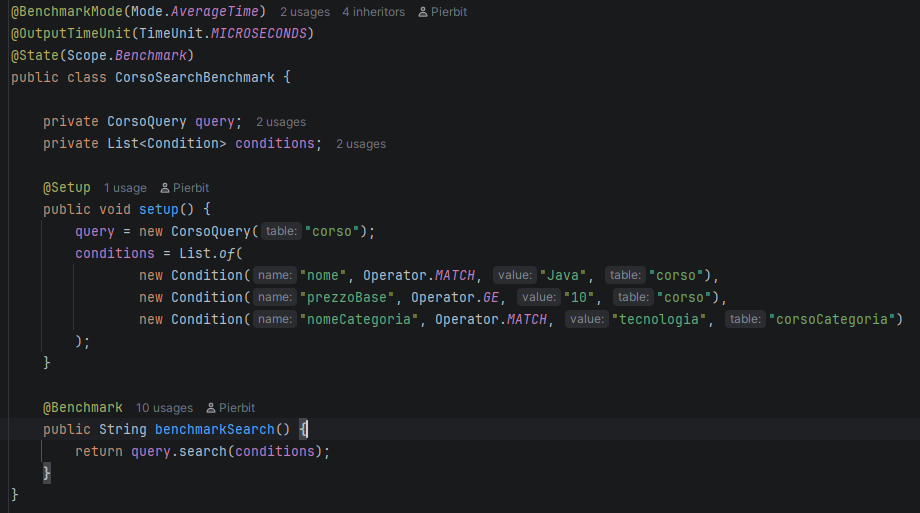 @BenchmarkMode(Mode.AverageTime) 2 usages 4 inheritors Pierbit
@OutputTimeUnit(TimeUnit.MICROSECONDS)
@State(Scope.Benchmark)
public class CorsoSearchBenchmark {
private CorsoQuery query; 2 usages
private List<Condition> conditions; 2 usages
@Setup 1 usage Pierbit
public void setup() {
query = new CorsoQuery( table: "corso");
conditions = List.of(
new Condition( name: "nome", Operator.MATCH, value: "Java", table: "corso"),
new Condition( name: "prezzoBase", Operator.GE, value: "10", table: "corso"),
new Condition( name: "nomeCategoria", Operator.MATCH, value: "tecnologia", table: "corsoCategoria")
);
}
@Benchmark 10 usages Pierbit
public String benchmarkSearch() {
return query.search(conditions);
}
}